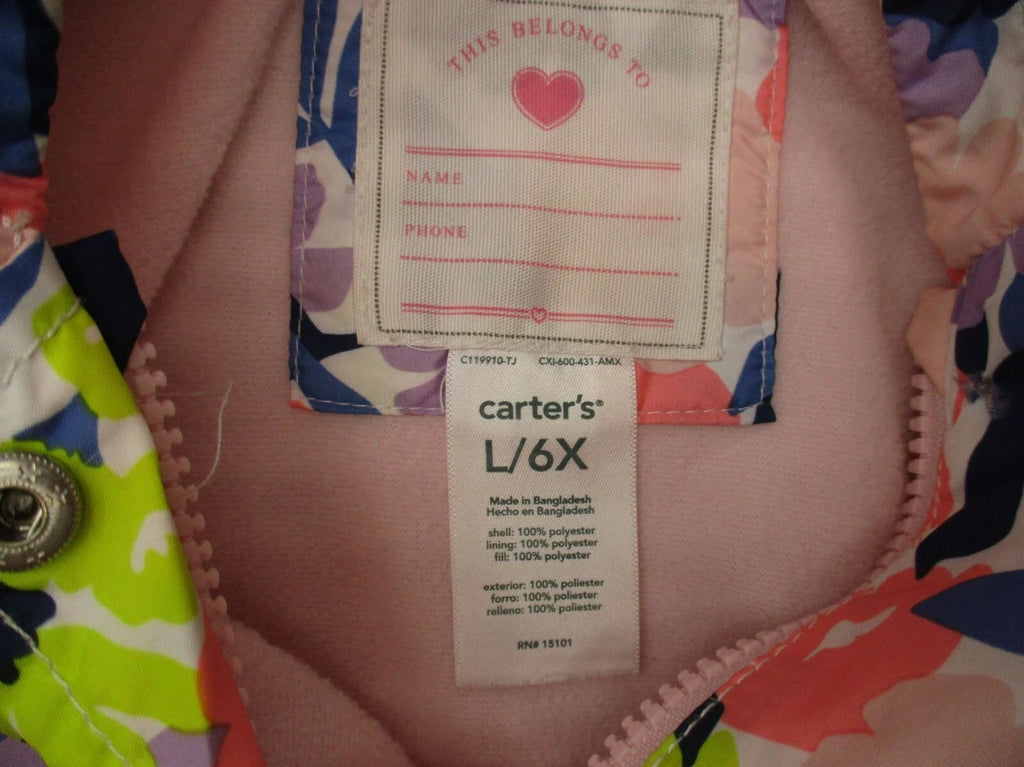 THIS BELONGS TO
NAME
PHONE
C119910-TJ CXI-600-431-AMX
carter's®
L/6X
Made in Bangladesh
Hecho en Bangladesh
shell: 100% polyester
lining: 100% polyester
fill: 100% polyester
exterior: 100% poliester
forro: 100% poliester
relleno: 100% poliester
RN# 15101